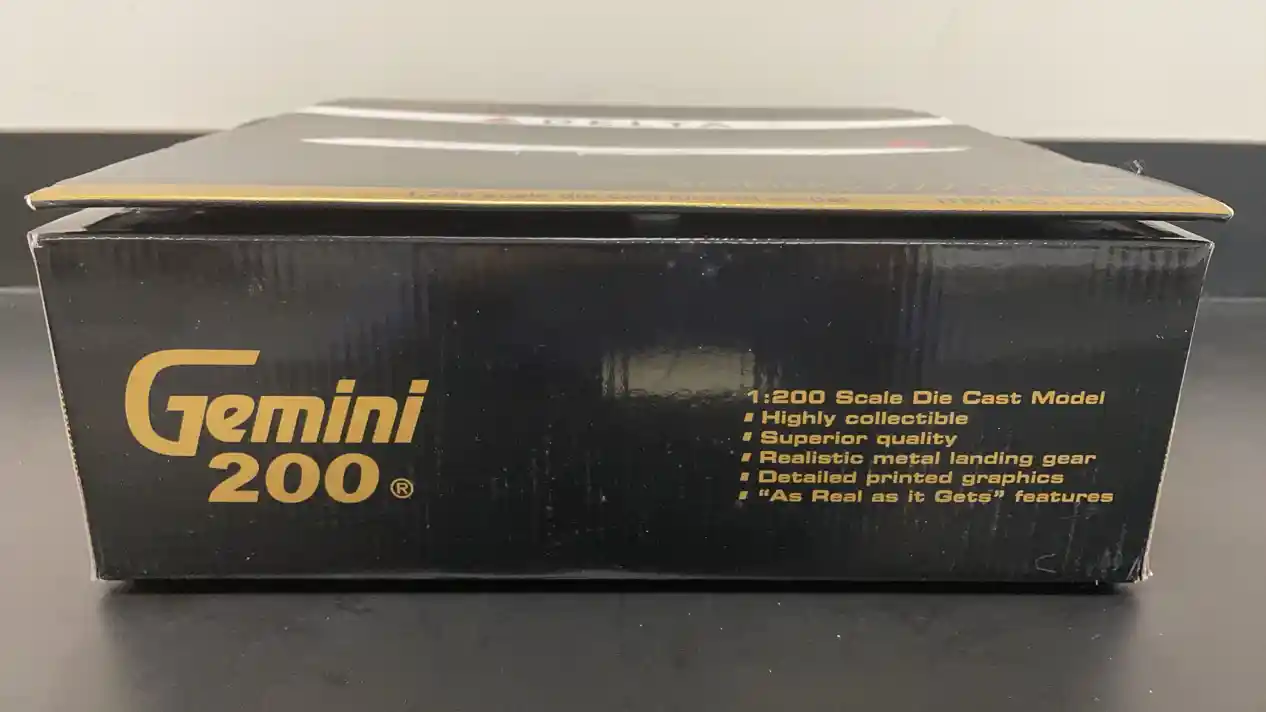 DELTA
Gemini
200®
1:200 Scale Die Cast Model
▪ Highly collectible
▪ Superior quality
▪ Realistic metal landing gear
▪ Detailed printed graphics
▪ “As Real as it Gets” features